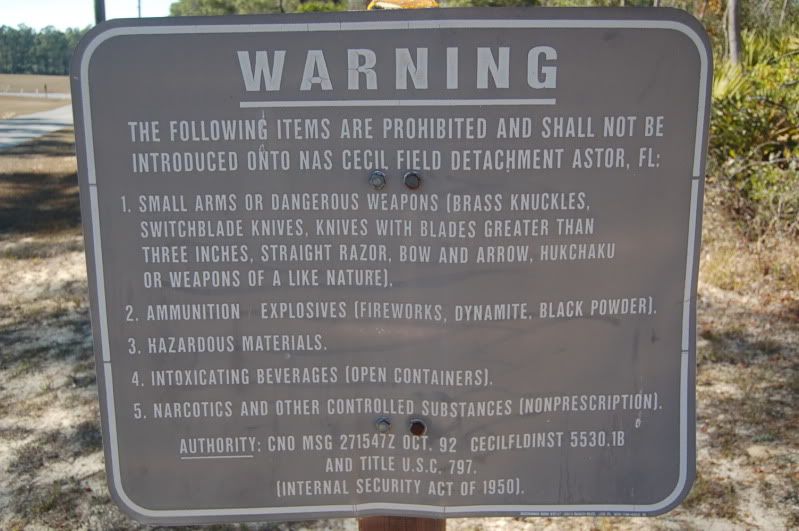 WARNING
THE FOLLOWING ITEMS ARE PROHIBITED AND SHALL NOT BE
INTRODUCED ONTO NAS CECIL FIELD DETACHMENT ASTOR, FL:
1. SMALL ARMS OR DANGEROUS WEAPONS (BRASS KNUCKLES,
SWITCHBLADE KNIVES, KNIVES WITH BLADES GREATER THAN
THREE INCHES, STRAIGHT RAZOR, BOW AND ARROW, HUKCHAKU
OR WEAPONS OF A LIKE NATURE).
2. AMMUNITION EXPLOSIVES (FIREWORKS, DYNAMITE, BLACK POWDER).
3. HAZARDOUS MATERIALS.
4. INTOXICATING BEVERAGES (OPEN CONTAINERS).
5. NARCOTICS AND OTHER CONTROLLED SUBSTANCES (NONPRESCRIPTION).
AUTHORITY: CNO MSG 271547Z OCT. 92 CECILFLDINST 5530.1B
AND TITLE U.S.C. 797.
(INTERNAL SECURITY ACT OF 1950).